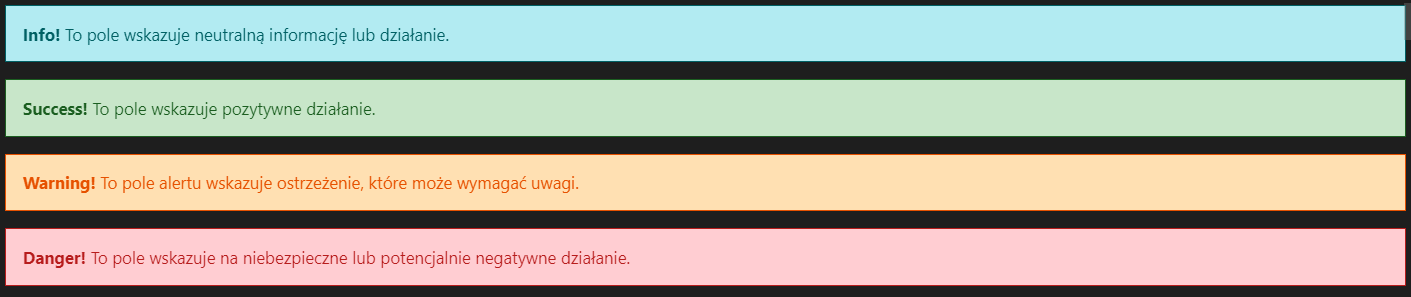 Info! To pole wskazuje neutralną informację lub działanie.
Success! To pole wskazuje pozytywne działanie.
Warning! To pole alertu wskazuje ostrzeżenie, które może wymagać uwagi.
Danger! To pole wskazuje na niebezpieczne lub potencjalnie negatywne działanie.